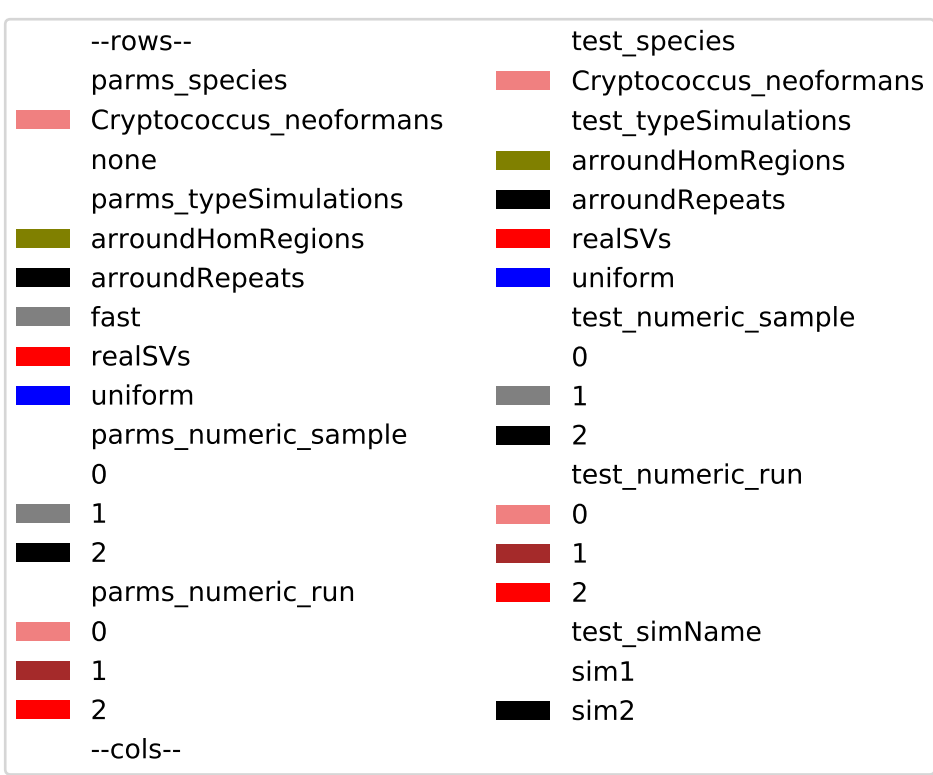 --rows--
parms_species
Cryptococcus_neoformans
none
parms_typeSimulations
arroundHomRegions
arroundRepeats
fast
realSVs
uniform
parms_numeric_sample
0
1
2
parms_numeric_run
0
1
2
--cols--
test_species
Cryptococcus_neoformans
test_typeSimulations
arroundHomRegions
arroundRepeats
realSVs
uniform
test_numeric_sample
0
1
2
test_numeric_run
0
1
2
test_simName
sim1
sim2